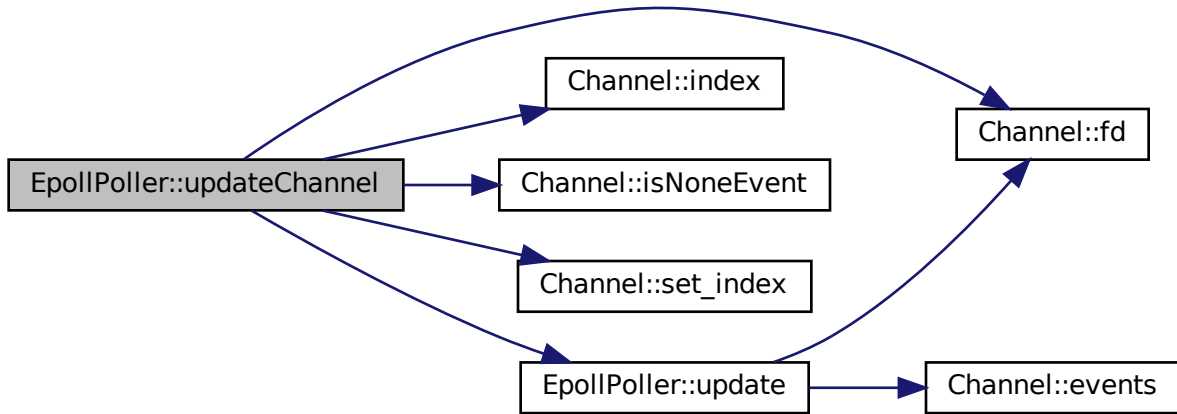 EpollPoller::updateChannel
Channel::index
Channel::isNoneEvent
Channel::set_index
EpollPoller::update
Channel::fd
Channel::events